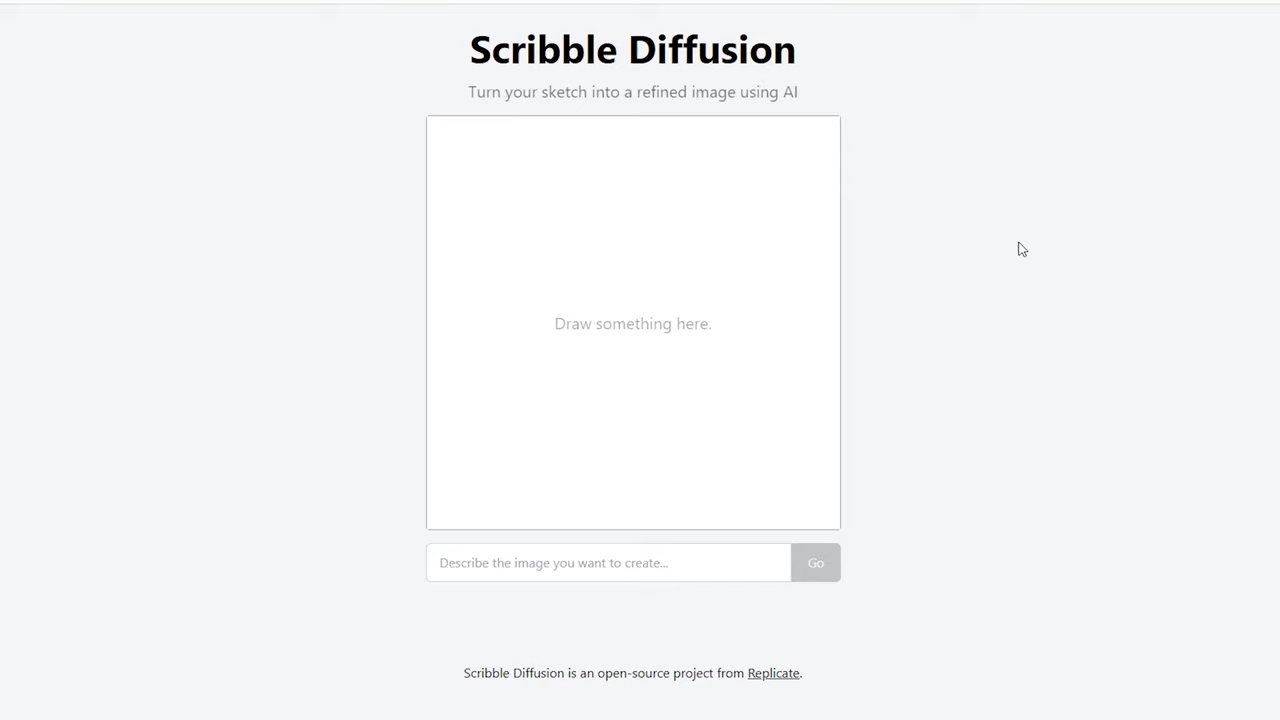 Scribble Diffusion
Turn your sketch into a refined image using AI
Draw something here.
Describe the image you want to create...
Go
Scribble Diffusion is an open-source project from Replicate.